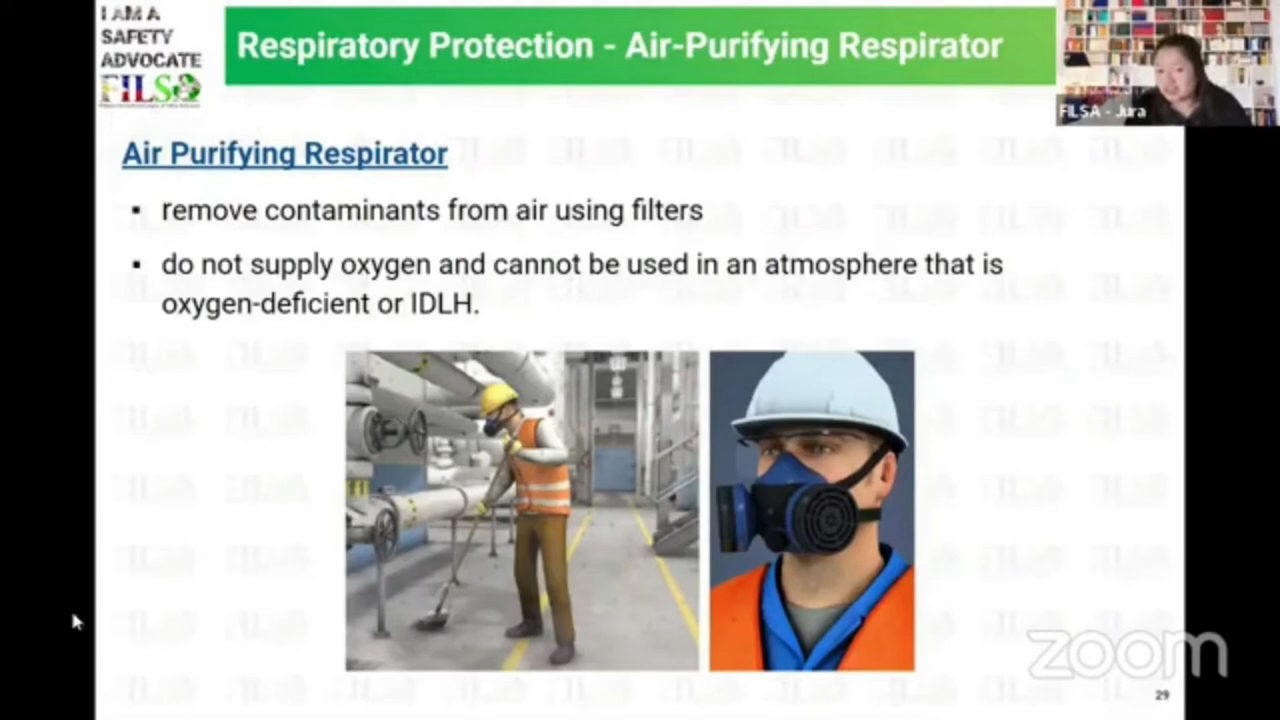 I AM A
SAFETY
ADVOCATE
FILSA
Respiratory Protection - Air-Purifying Respirator
FILSA - Jura
Air Purifying Respirator
▪ remove contaminants from air using filters
▪ do not supply oxygen and cannot be used in an atmosphere that is
oxygen-deficient or IDLH.
zoom
29